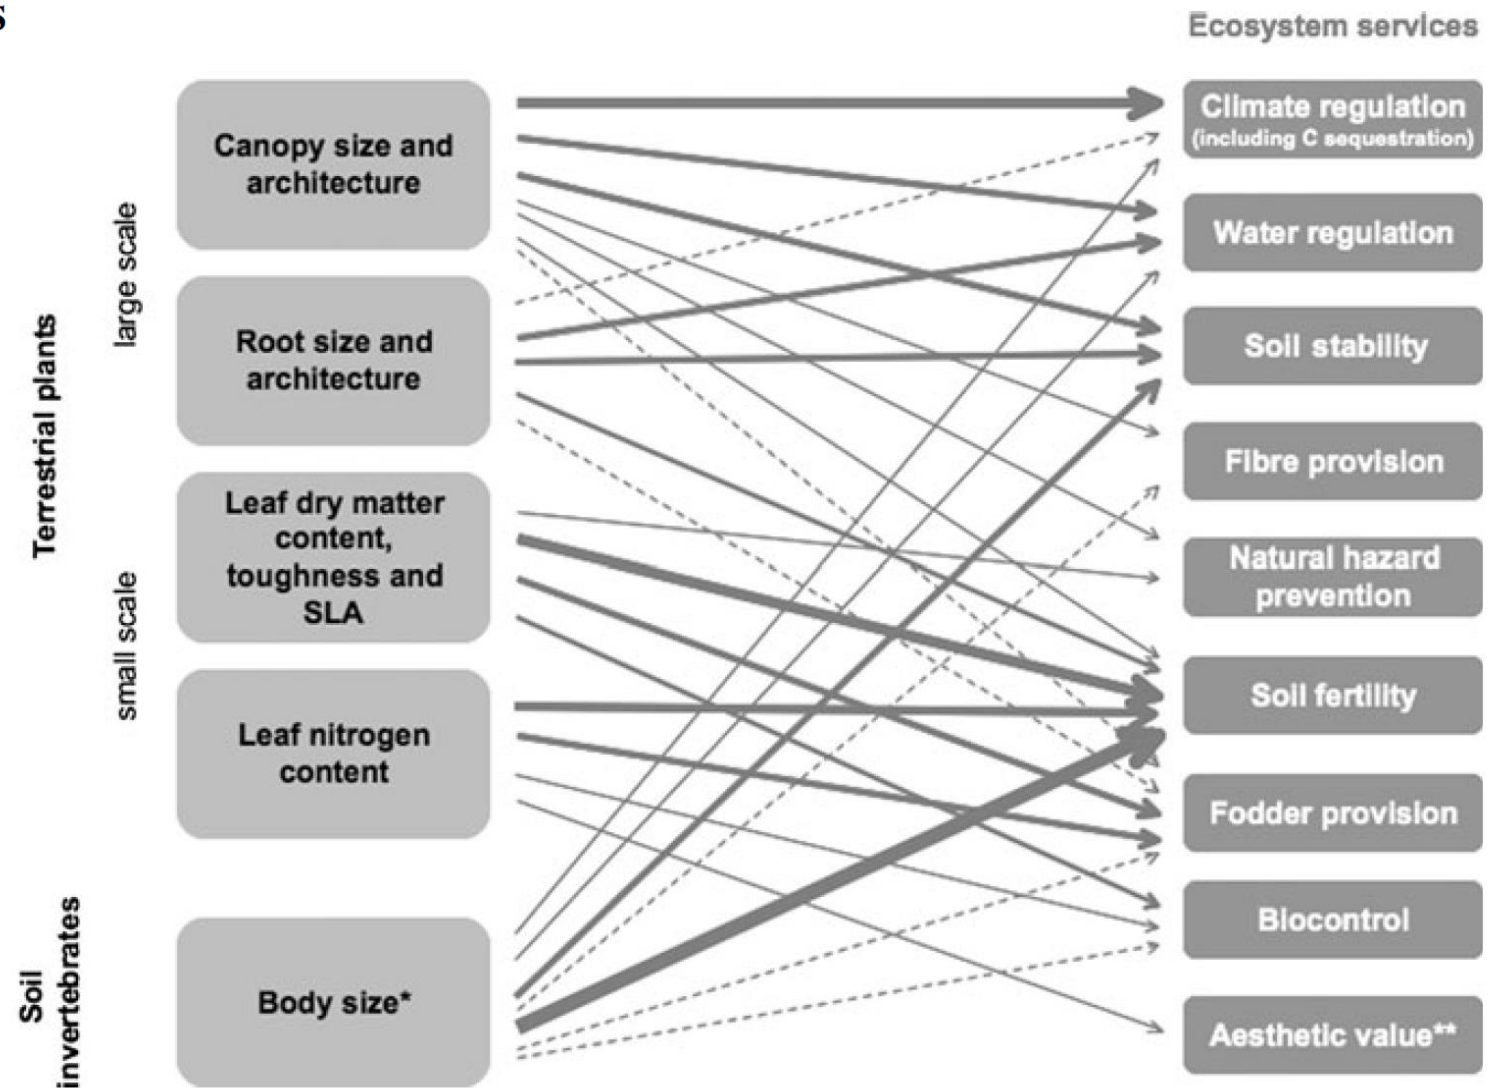 s
Ecosystem services
Canopy size and
architecture
Root size and
architecture
Leaf dry matter
content,
toughness and
SLA
Leaf nitrogen
content
Body size*
large scale
small scale
Terrestrial plants
Soil
invertebrates
Climate regulation
(including C sequestration)
Water regulation
Soil stability
Fibre provision
Natural hazard
prevention
Soil fertility
Fodder provision
Biocontrol
Aesthetic value**